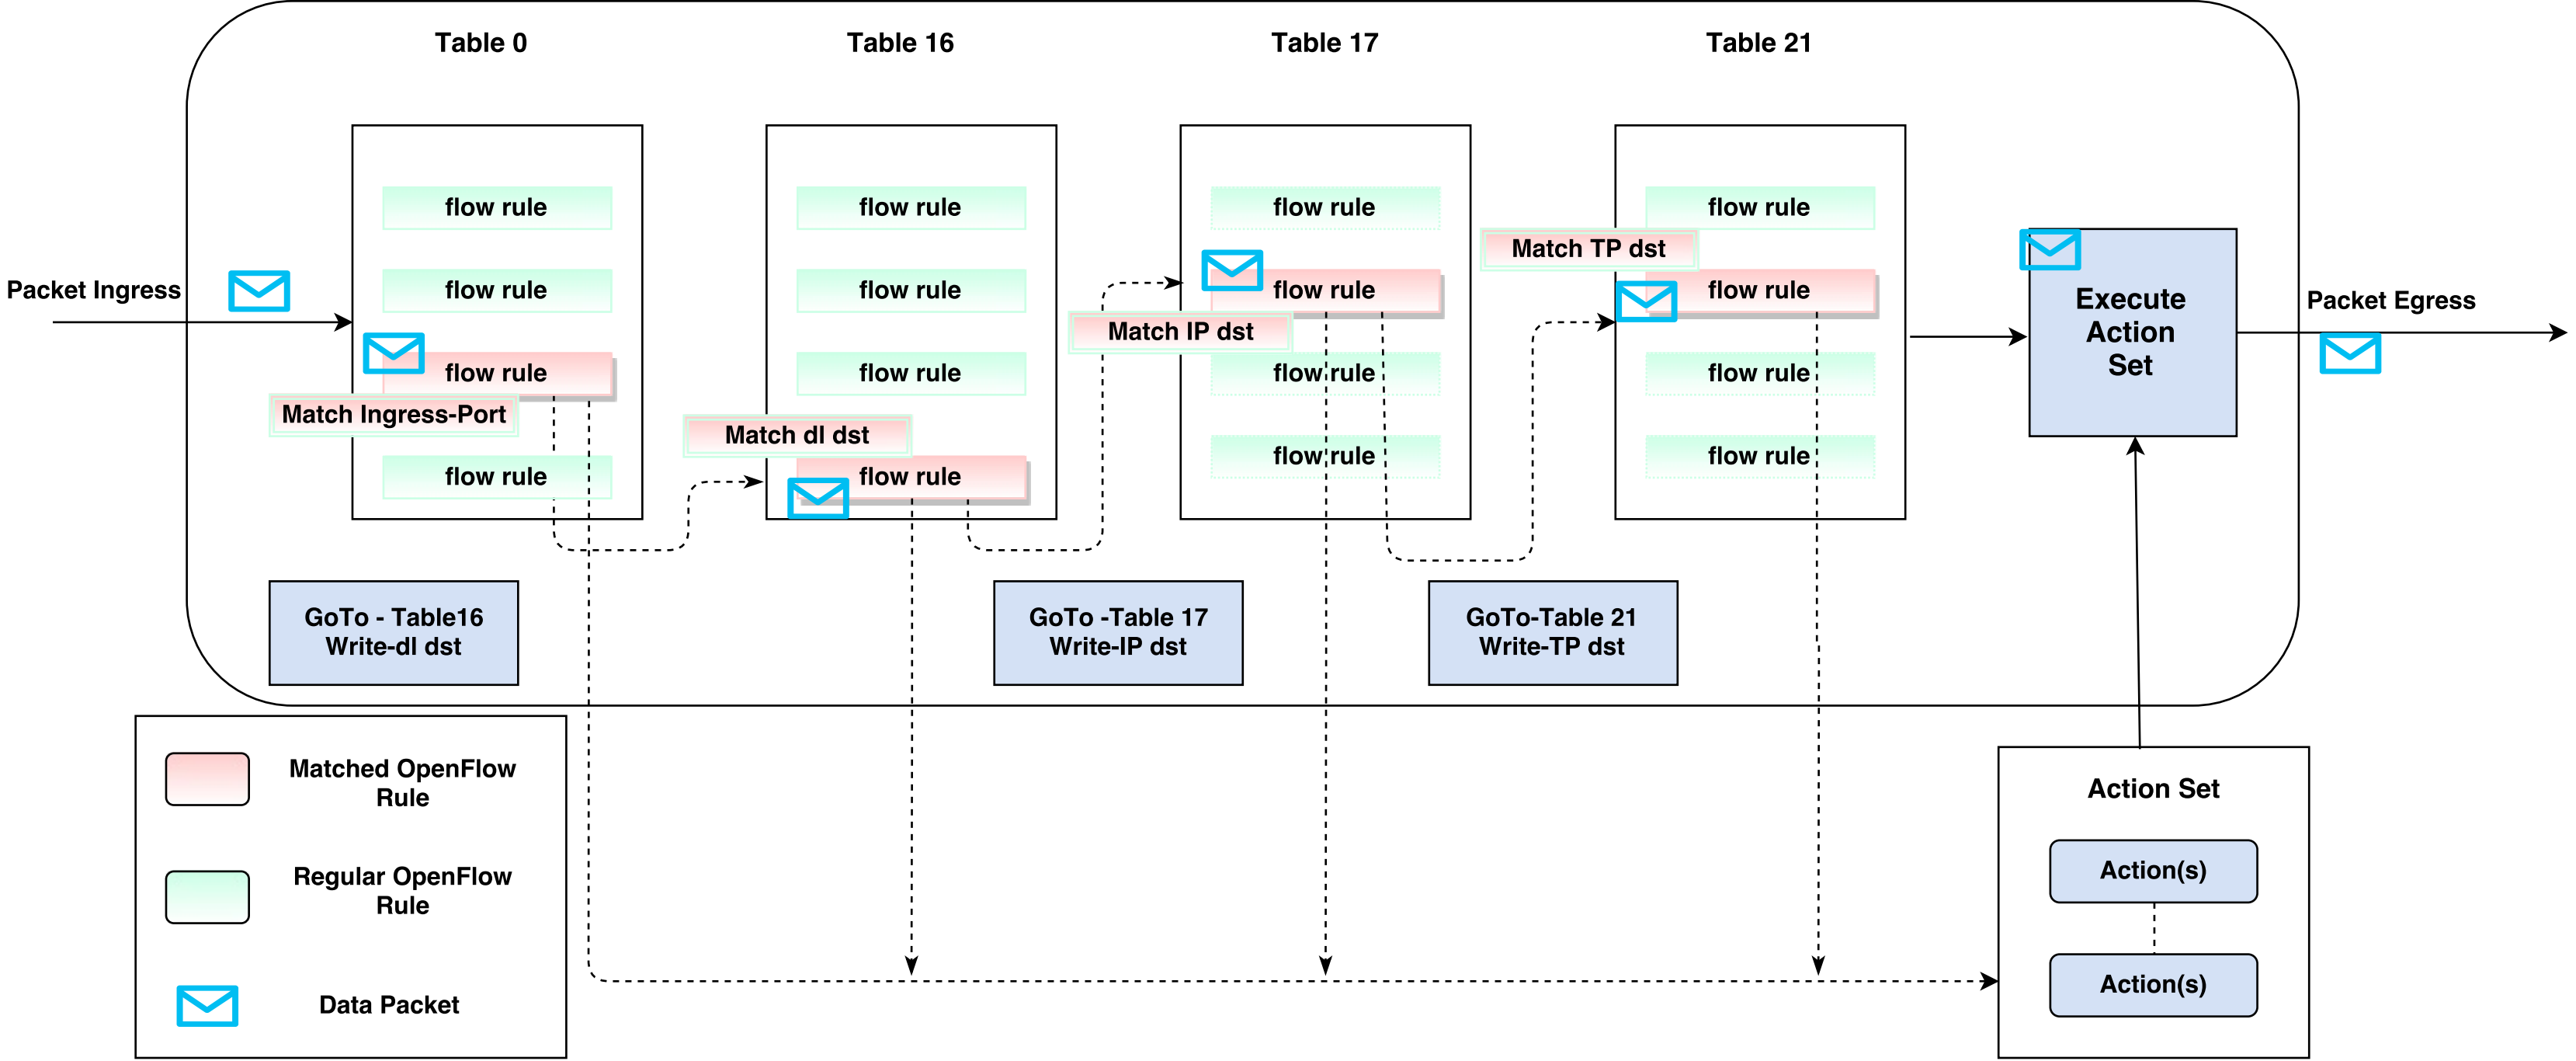 Table 0
Table 16
Table 17
Table 21
flow rule
flow rule
flow rule
flow rule
Match TP dst
Packet Ingress
flow rule
flow rule
flow rule
flow rule
Execute
Action
Set
Packet Egress
Match IP dst
flow rule
flow rule
flow rule
flow rule
Match Ingress-Port
Match dl dst
flow rule
flow rule
flow rule
flow rule
GoTo - Table16
Write-dl dst
GoTo -Table 17
Write-IP dst
GoTo-Table 21
Write-TP dst
Matched OpenFlow
Rule
Regular OpenFlow
Rule
Data Packet
Action Set
Action(s)
Action(s)